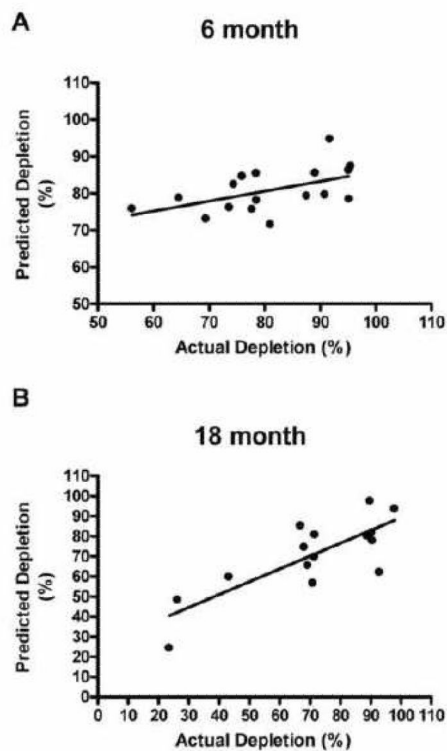 A
6 month
110
100
90
80
70
60
50
Predicted Depletion
(%)
50 60 70 80 90 100 110
Actual Depletion (%)
B
18 month
110
100
90
80
70
60
50
40
30
20
10
0
Predicted Depletion
(%)
0 10 20 30 40 50 60 70 80 90 100 110
Actual Depletion (%)